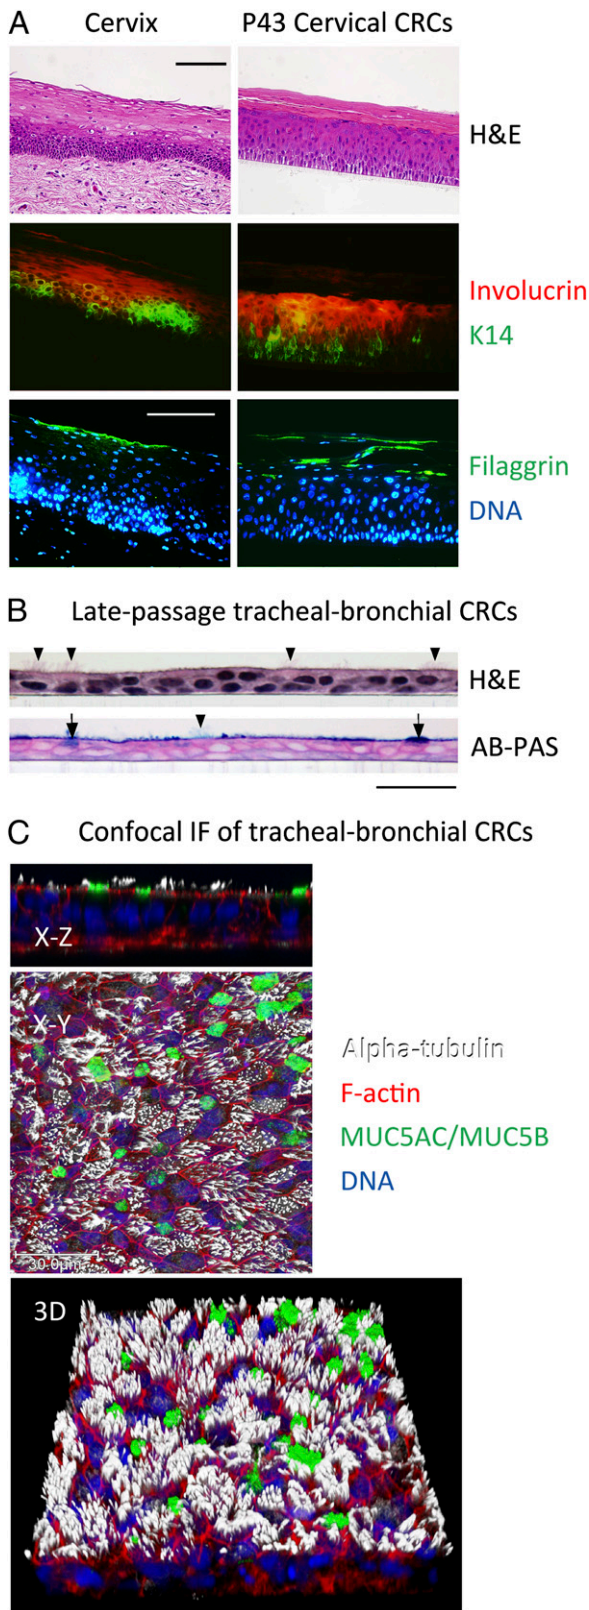 A
Cervix P43 Cervical CRCs
H&E
Involucrin
K14
Filaggrin
DNA
B Late-passage tracheal-bronchial CRCs
H&E
AB-PAS
C Confocal IF of tracheal-bronchial CRCs
X-Z
X-Y
Alpha-tubulin
F-actin
MUC5AC/MUC5B
DNA
30.0µm
3D